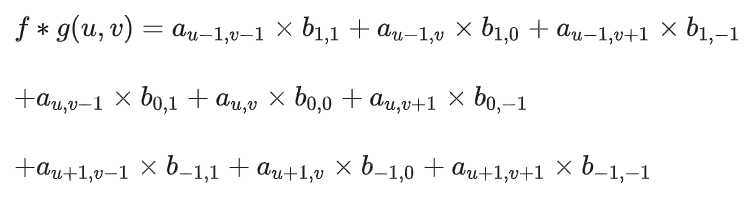 f ∗ g(u, v) = a_{u−1,v−1} × b_{1,1} + a_{u−1,v} × b_{1,0} + a_{u−1,v+1} × b_{1,−1}
+a_{u,v−1} × b_{0,1} + a_{u,v} × b_{0,0} + a_{u,v+1} × b_{0,−1}
+a_{u+1,v−1} × b_{−1,1} + a_{u+1,v} × b_{−1,0} + a_{u+1,v+1} × b_{−1,−1}